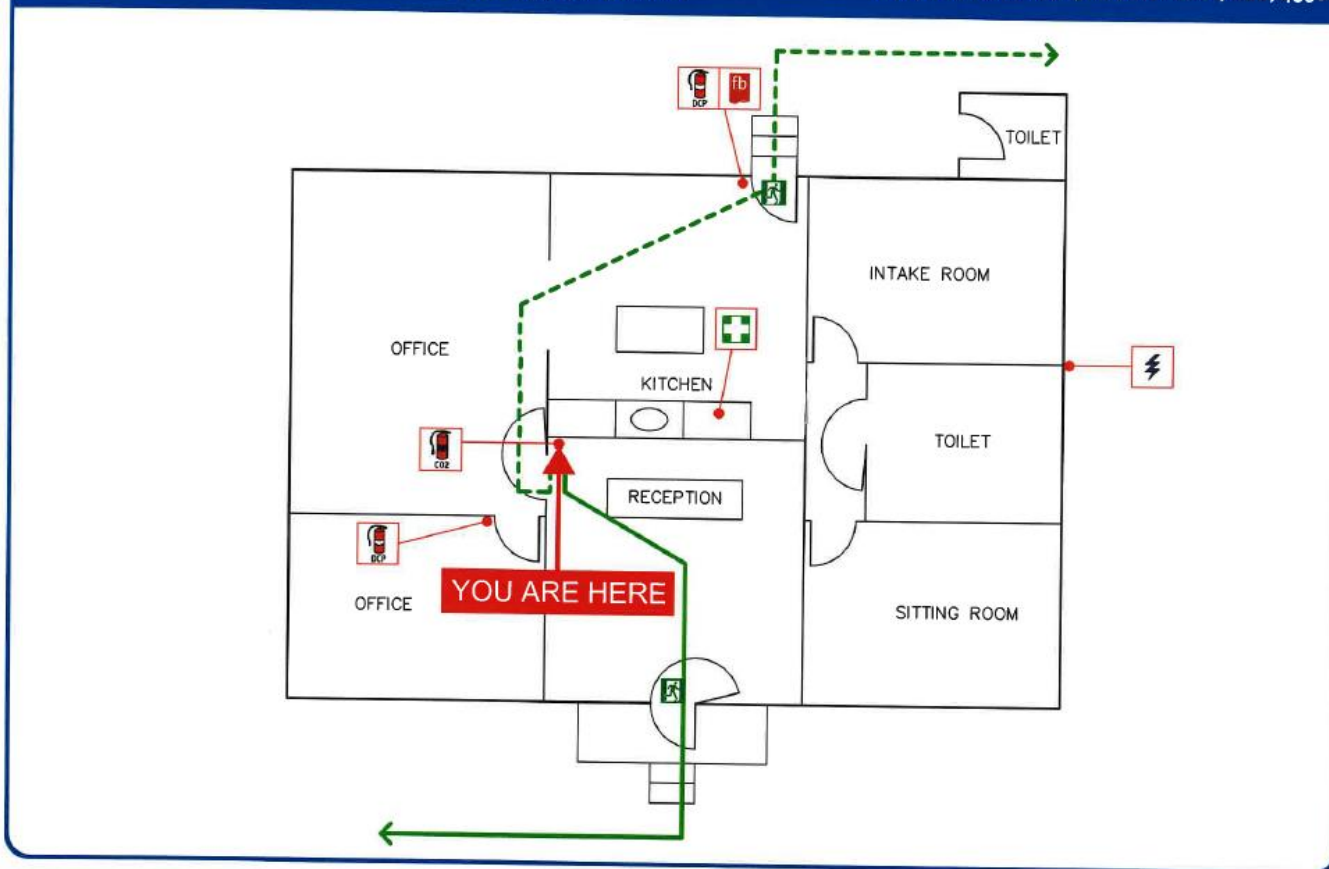 DCP
fb
TOILET
INTAKE ROOM
OFFICE
KITCHEN
CO2
TOILET
RECEPTION
DCP
YOU ARE HERE
OFFICE
SITTING ROOM